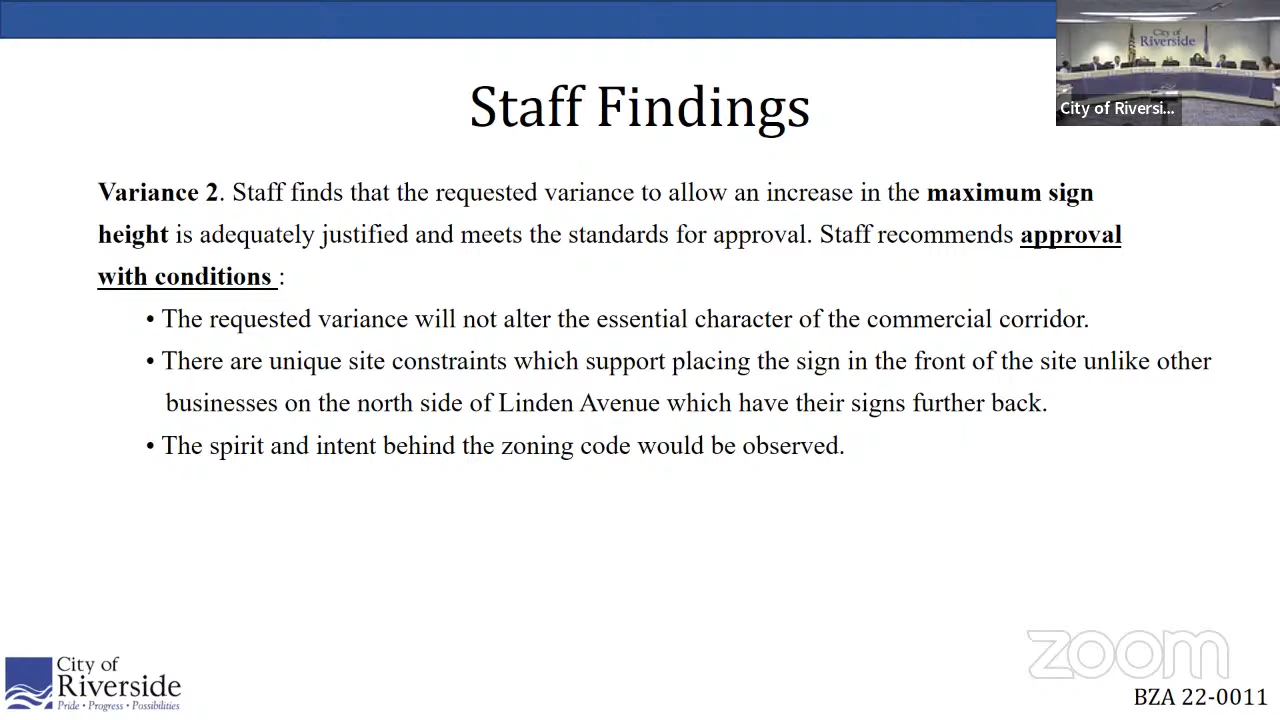 City of
Riverside
City of Riversi...
Staff Findings
Variance 2. Staff finds that the requested variance to allow an increase in the maximum sign
height is adequately justified and meets the standards for approval. Staff recommends approval
with conditions :
• The requested variance will not alter the essential character of the commercial corridor.
• There are unique site constraints which support placing the sign in the front of the site unlike other
businesses on the north side of Linden Avenue which have their signs further back.
• The spirit and intent behind the zoning code would be observed.
City of
Riverside
Pride • Progress • Possibilities
zoom
BZA 22-0011